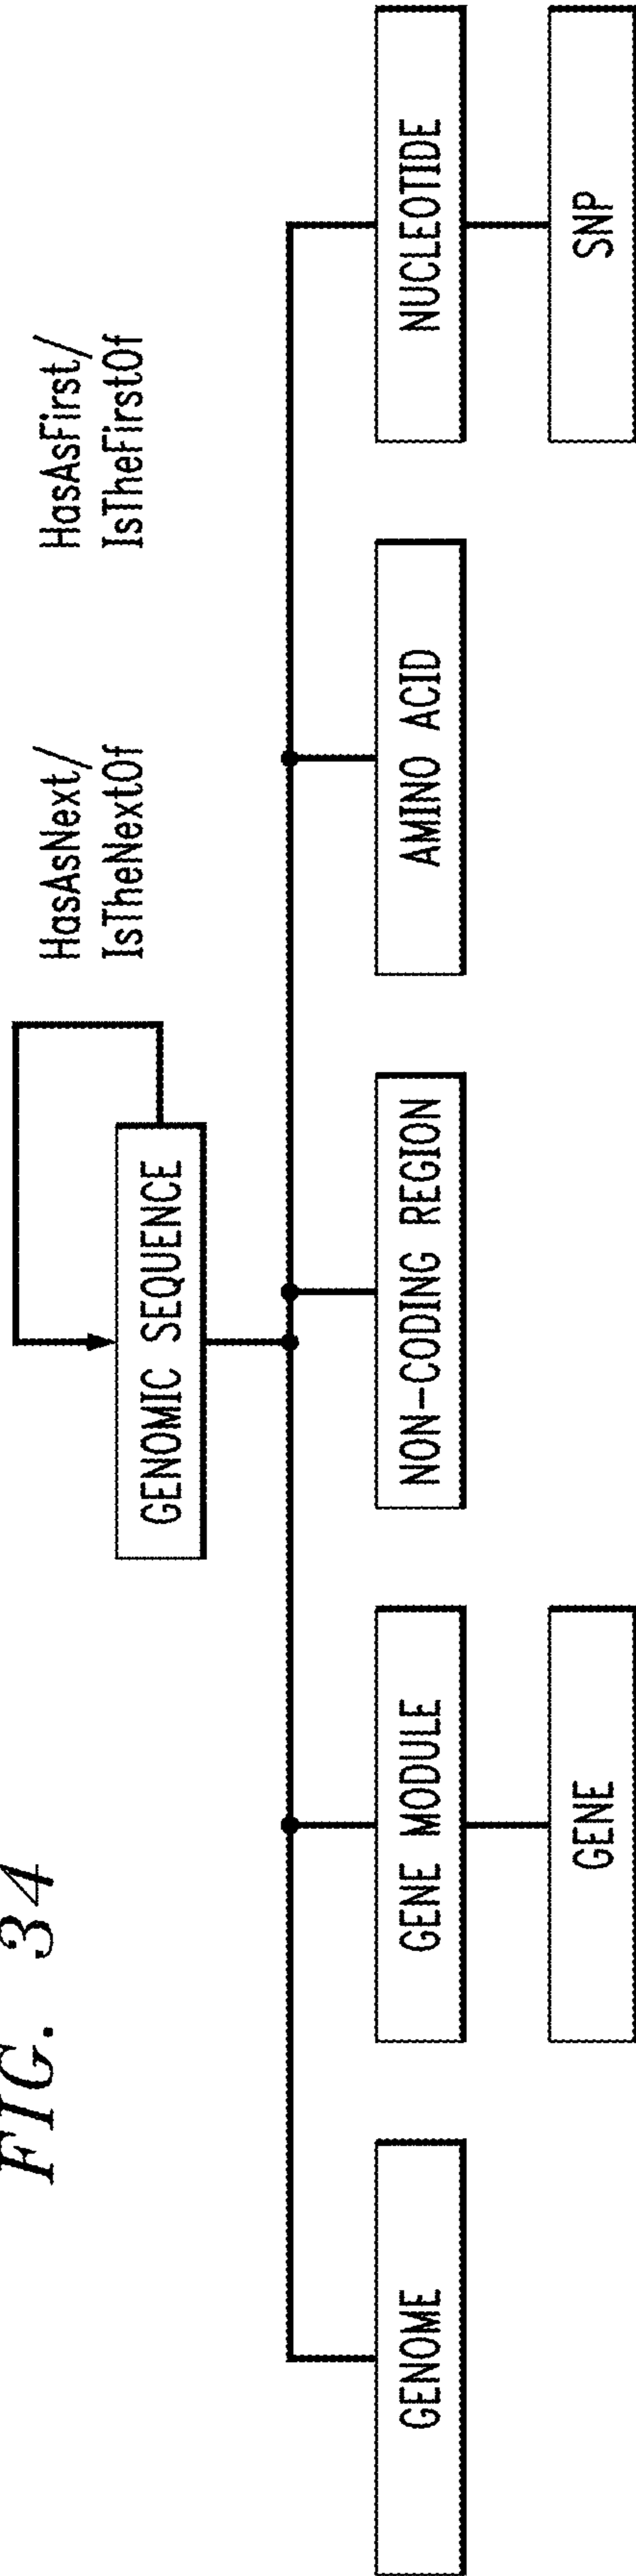 FIG. 34
HasAsNext/
IsTheNextOf
HasAsFirst/
IsTheFirstOf
GENOMIC SEQUENCE
GENOME
GENE MODULE
NON-CODING REGION
AMINO ACID
NUCLEOTIDE
GENE
SNP